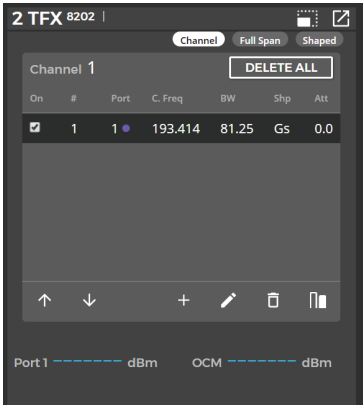 2 TFX 8202 |
Channel Full Span Shaped
Channel 1 DELETE ALL
On # Port C. Freq BW Shp Att
1 1 193.414 81.25 Gs 0.0
Port 1 ------- dBm OCM ------- dBm